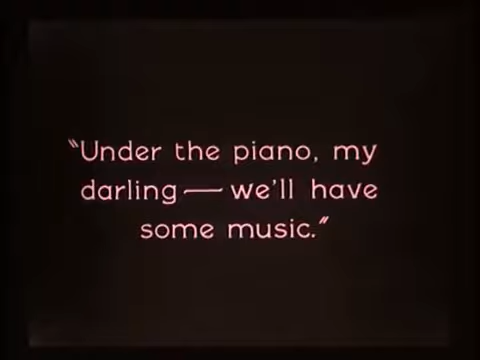 "Under the piano, my
darling — we'll have
some music."